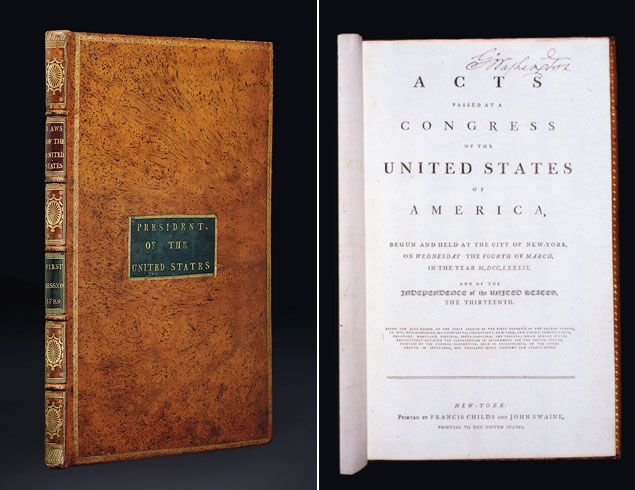 LAWS
OF THE
UNITED
STATES
FIRST
SESSION
1789
PRESIDENT.
OF THE
UNITED STATES
G:Washington
ACTS
PASSED AT A
CONGRESS
OF THE
UNITED STATES
OF
AMERICA,
BEGUN AND HELD AT THE CITY OF NEW-YORK,
ON WEDNESDAY THE FOURTH OF MARCH,
IN THE YEAR M,DCC,LXXXIX.
AND OF THE
INDEPENDENCE of the UNITED STATES,
THE THIRTEENTH.
NEW-YORK:
PRINTED BY FRANCIS CHILDS AND JOHN SWAINE,
PRINTERS TO THE UNITED STATES.